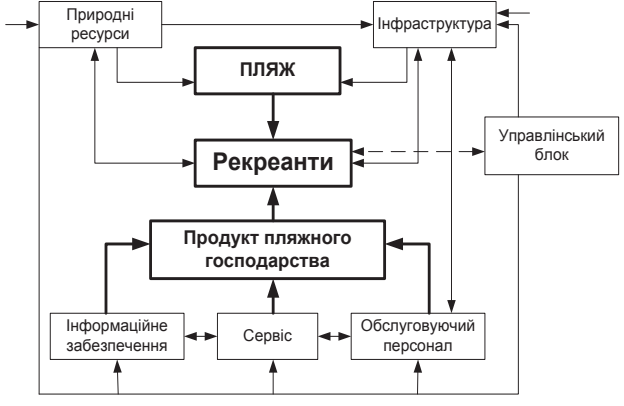 Природні
ресурси
Інфраструктура
ПЛЯЖ
Управлінський
блок
Рекреанти
Продукт пляжного
господарства
Інформаційне
забезпечення
Сервіс
Обслуговуючий
персонал